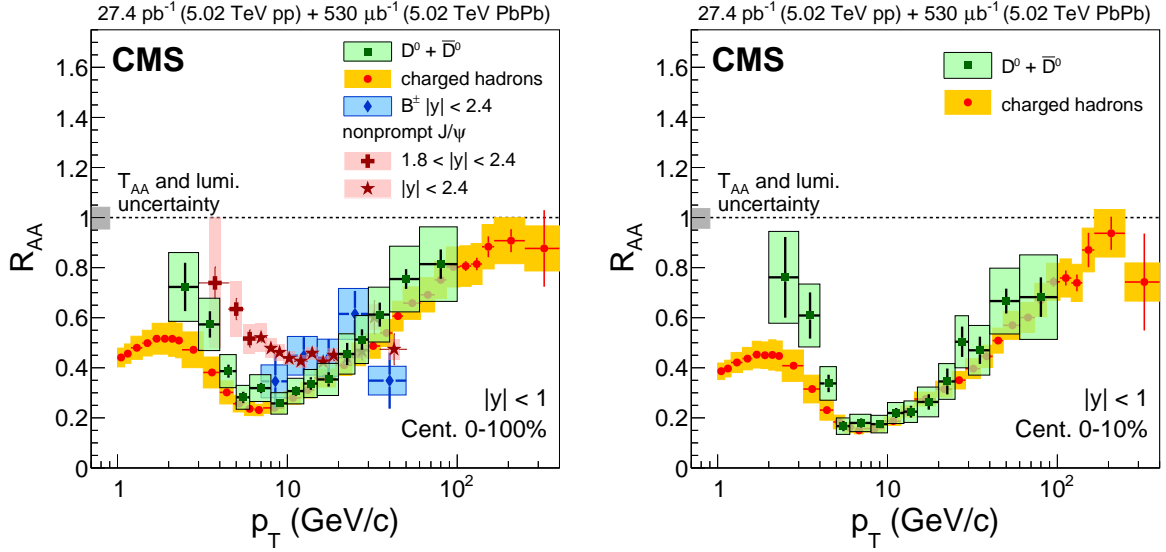 27.4 pb⁻¹ (5.02 TeV pp) + 530 μb⁻¹ (5.02 TeV PbPb)
CMS
D⁰ + D̅⁰
charged hadrons
B± |y| < 2.4
nonprompt J/ψ
1.8 < |y| < 2.4
|y| < 2.4
T_AA and lumi.
uncertainty
|y| < 1
Cent. 0-100%
R_AA
1.6
1.4
1.2
1
0.8
0.6
0.4
0.2
0
1
10
10²
p_T (GeV/c)
27.4 pb⁻¹ (5.02 TeV pp) + 530 μb⁻¹ (5.02 TeV PbPb)
CMS
D⁰ + D̅⁰
charged hadrons
T_AA and lumi.
uncertainty
|y| < 1
Cent. 0-10%
R_AA
1.6
1.4
1.2
1
0.8
0.6
0.4
0.2
0
1
10
10²
p_T (GeV/c)